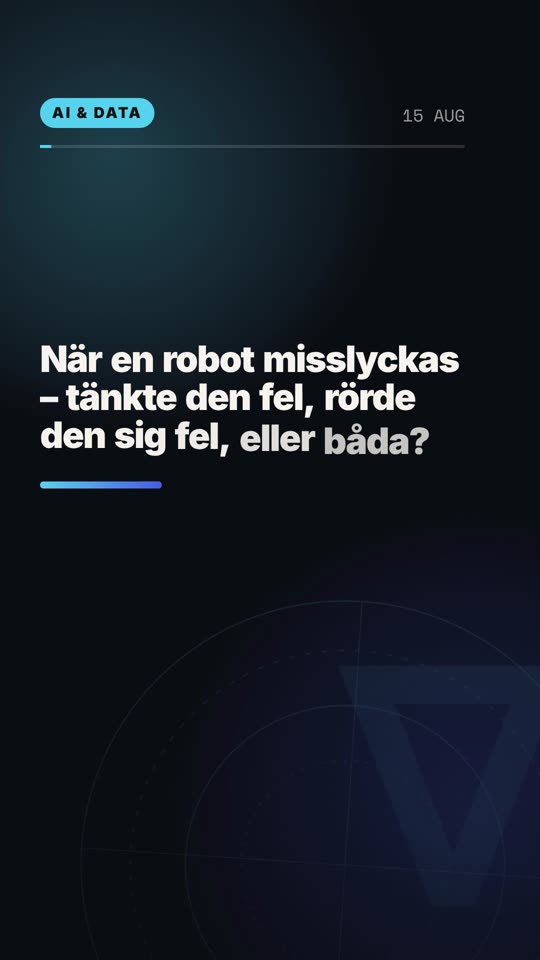 AI & DATA
15 AUG
När en robot misslyckas
– tänkte den fel, rörde
den sig fel, eller båda?